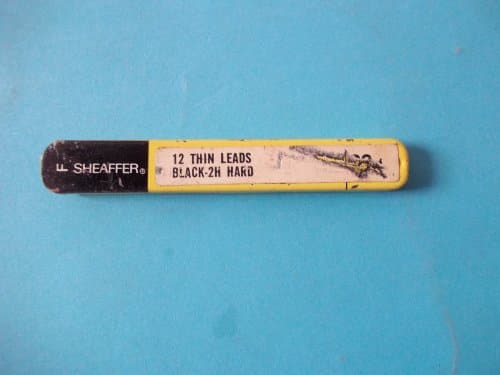 F SHEAFFER®
12 THIN LEADS
BLACK-2H HARD